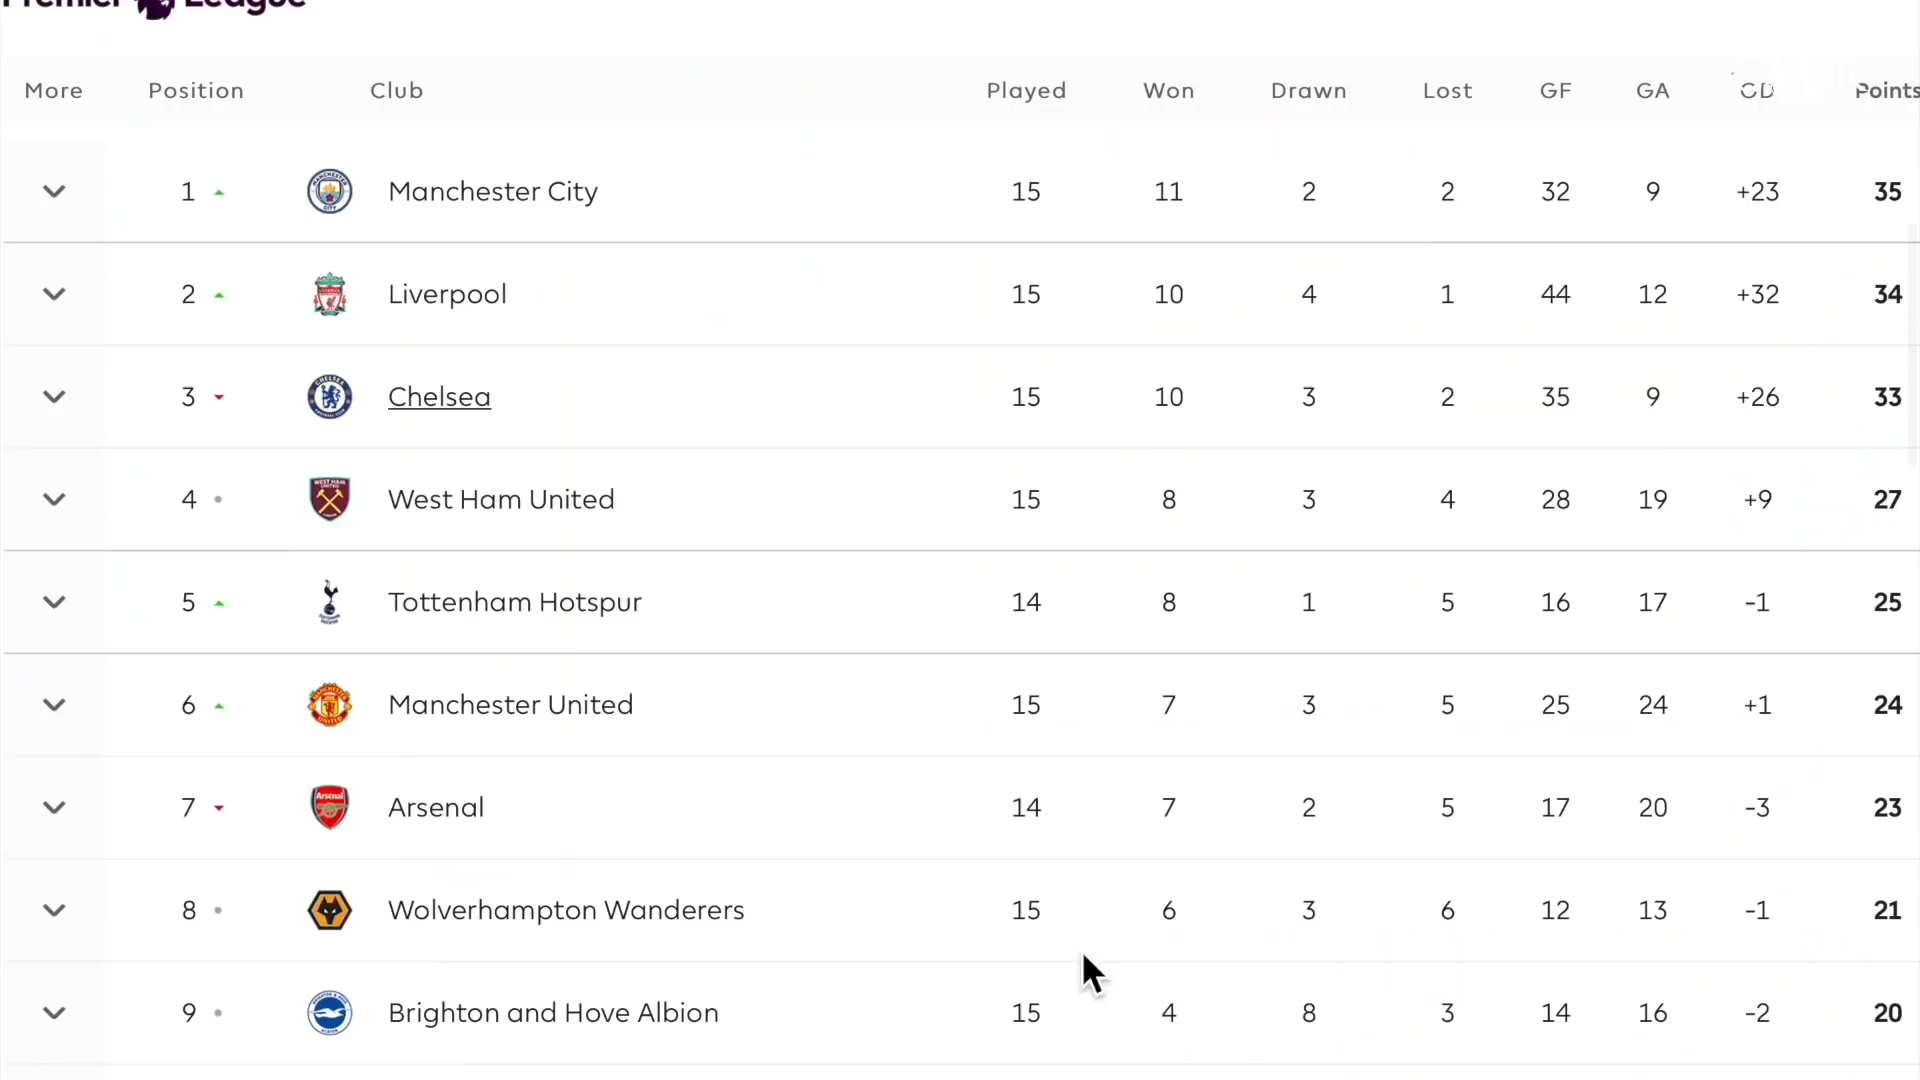 Premier League
More Position Club Played Won Drawn Lost GF GA GD Points
1 Manchester City 15 11 2 2 32 9 +23 35
2 Liverpool 15 10 4 1 44 12 +32 34
3 Chelsea 15 10 3 2 35 9 +26 33
4 West Ham United 15 8 3 4 28 19 +9 27
5 Tottenham Hotspur 14 8 1 5 16 17 -1 25
6 Manchester United 15 7 3 5 25 24 +1 24
7 Arsenal 14 7 2 5 17 20 -3 23
8 Wolverhampton Wanderers 15 6 3 6 12 13 -1 21
9 Brighton and Hove Albion 15 4 8 3 14 16 -2 20